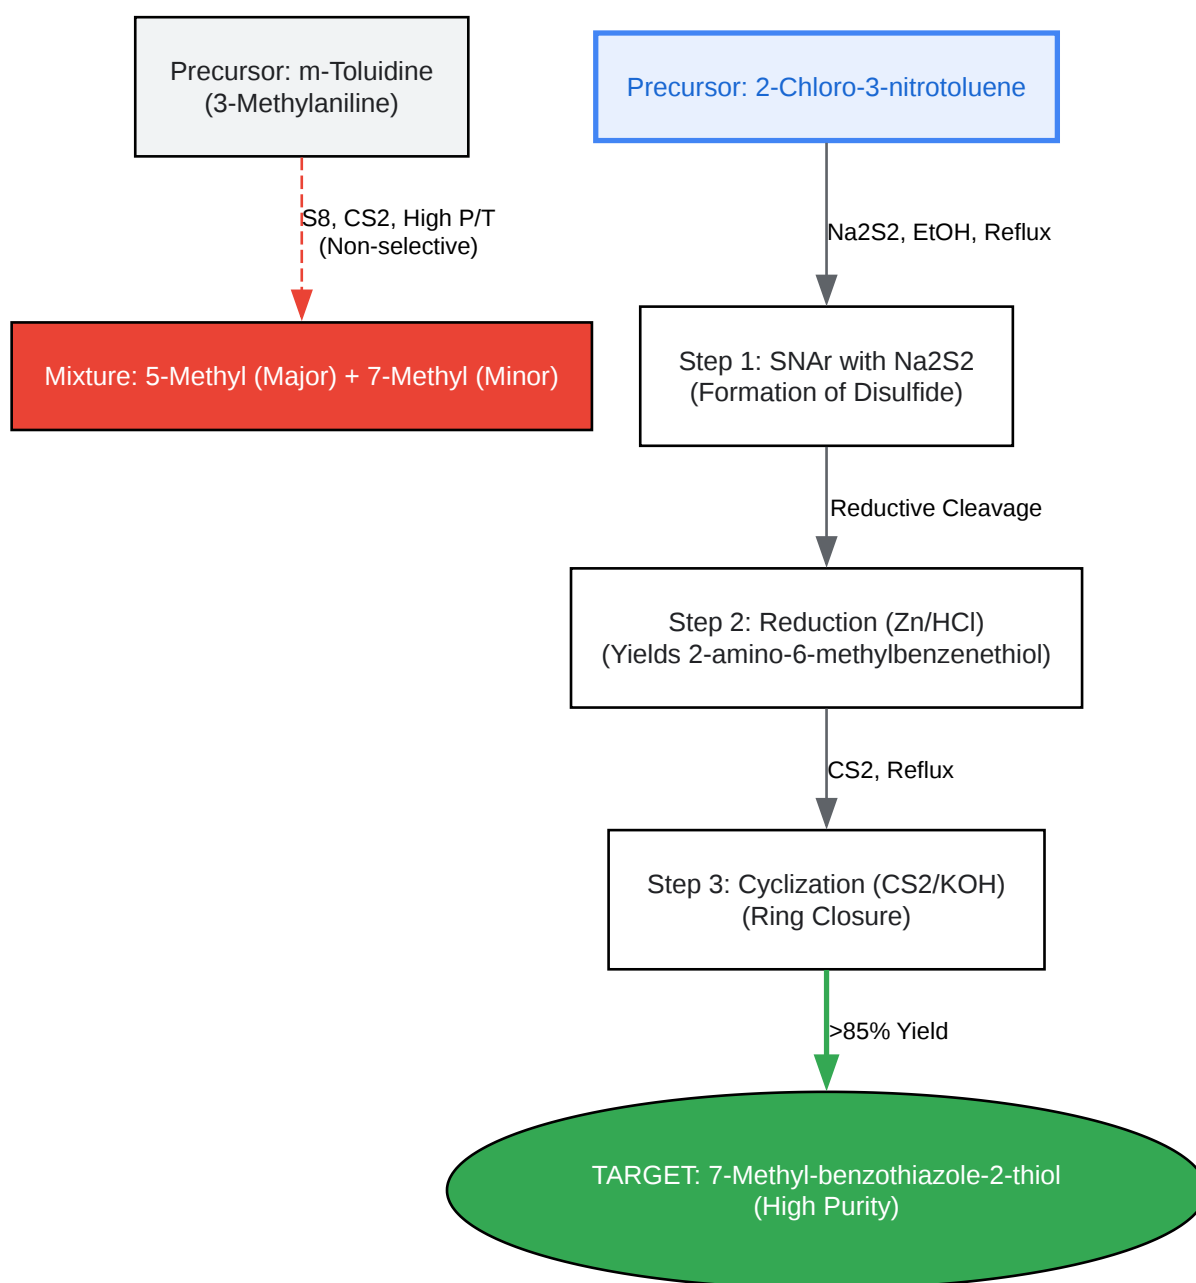 Precursor: m-Toluidine
(3-Methylaniline)
Precursor: 2-Chloro-3-nitrotoluene
S8, CS2, High P/T
(Non-selective)
Na2S2, EtOH, Reflux
Mixture: 5-Methyl (Major) + 7-Methyl (Minor)
Step 1: SNAr with Na2S2
(Formation of Disulfide)
Reductive Cleavage
Step 2: Reduction (Zn/HCl)
(Yields 2-amino-6-methylbenzenethiol)
CS2, Reflux
Step 3: Cyclization (CS2/KOH)
(Ring Closure)
>85% Yield
TARGET: 7-Methyl-benzothiazole-2-thiol
(High Purity)